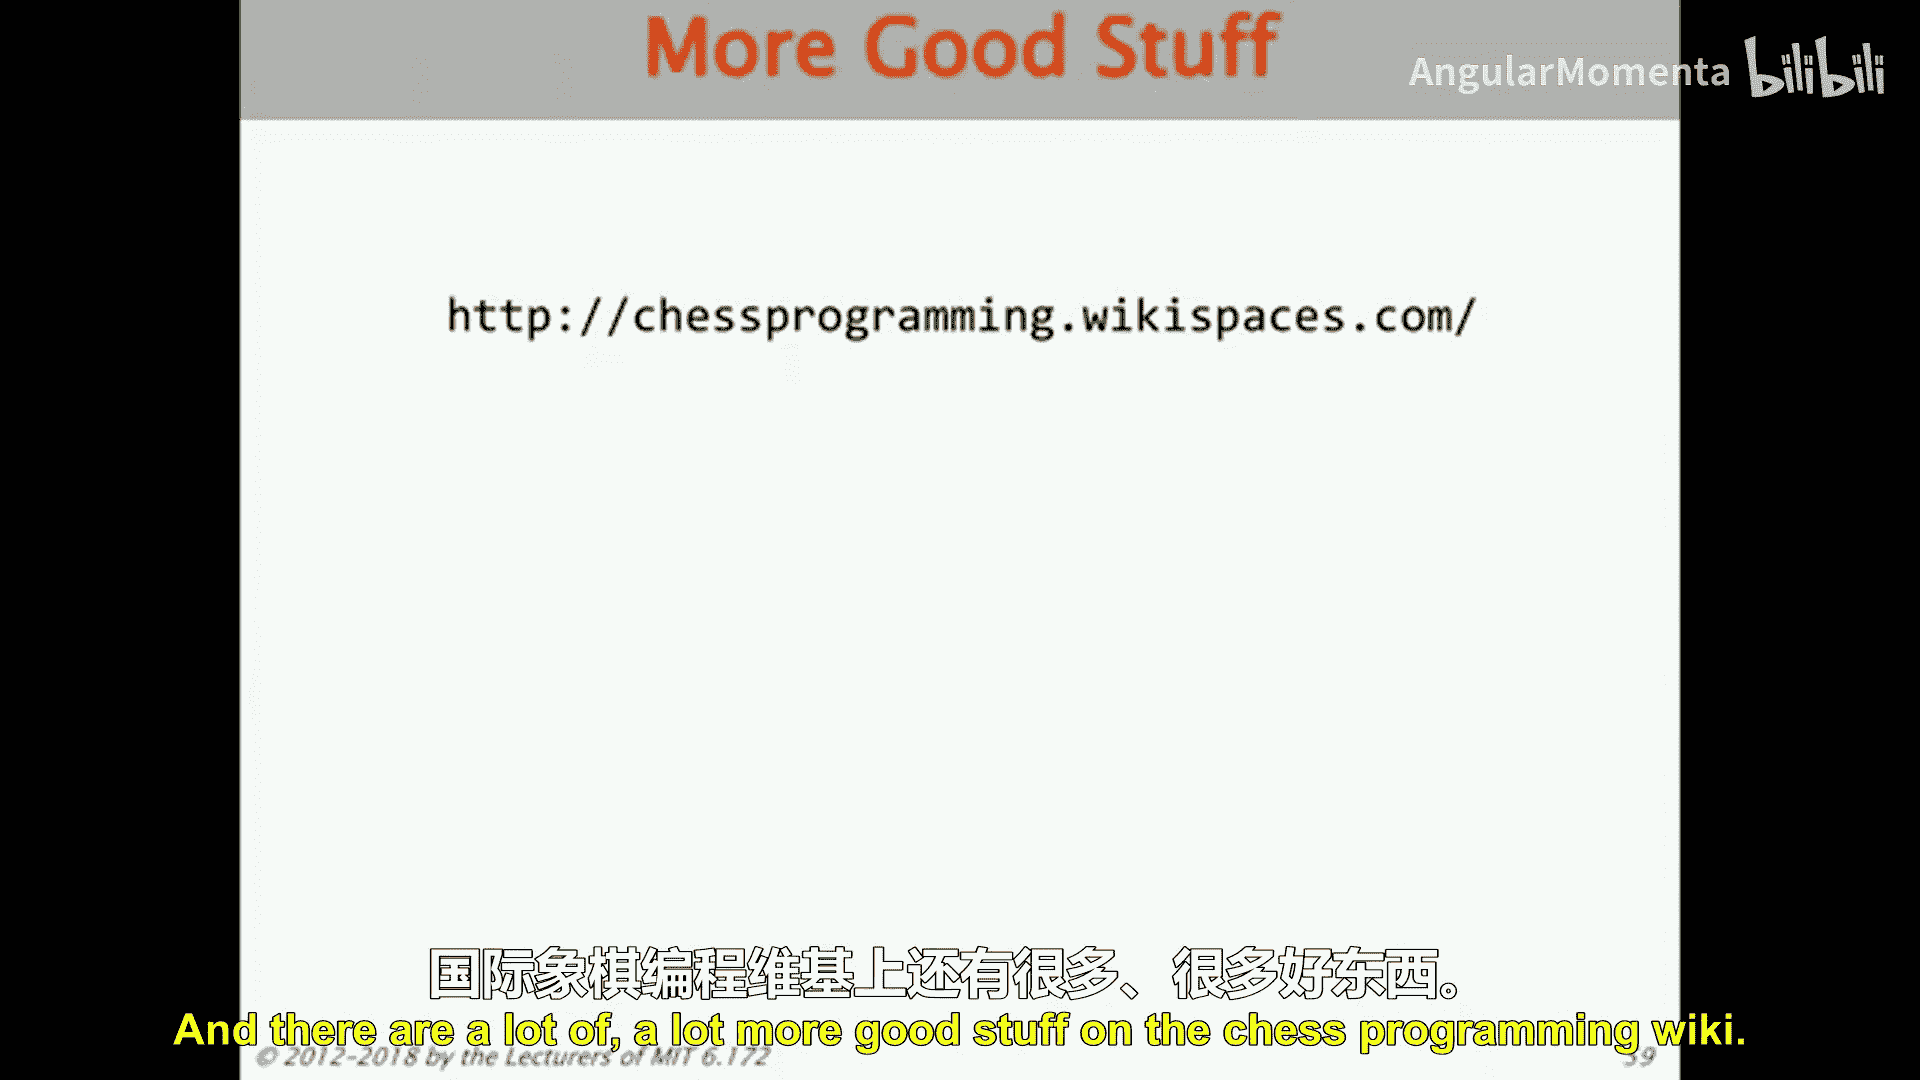 More Good Stuff
AngularMomenta bilibili
http://chessprogramming.wikispaces.com/
国际象棋编程维基上还有很多、很多好东西。
And there are a lot of, a lot more good stuff on the chess programming wiki.
© 2012-2018 by the Lecturers of MIT 6.172
59